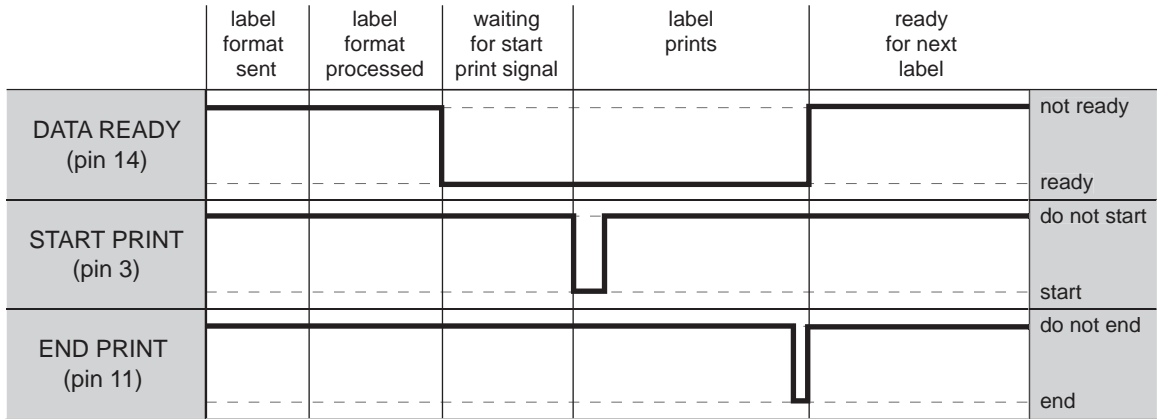 label
format
sent
label
format
processed
waiting
for start
print signal
label
prints
ready
for next
label
DATA READY
(pin 14)
not ready
ready
START PRINT
(pin 3)
do not start
start
END PRINT
(pin 11)
do not end
end